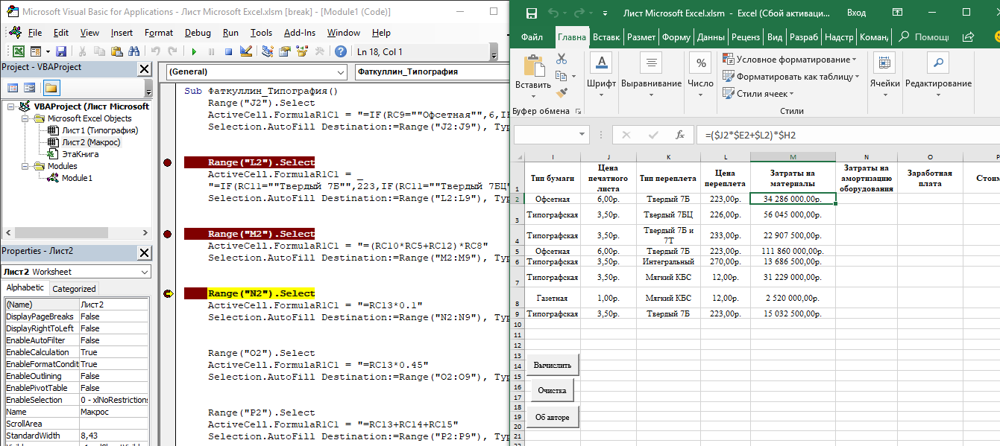 Microsoft Visual Basic for Applications - Лист Microsoft Excel.xlsm [break] - [Module1 (Code)]
File Edit View Insert Format Debug Run Tools Add-Ins Window Help
Ln 18, Col 1
Project - VBAProject
VBAProject (Лист Microsoft
Microsoft Excel Objects
Лист1 (Типография)
Лист2 (Макрос)
ЭтаКнига
Modules
Module1
Properties - Лист2
Лист2 Worksheet
Alphabetic Categorized
(Name) Лист2
DisplayPageBreaks False
DisplayRightToLeft False
EnableAutoFilter False
EnableCalculation True
EnableFormatCondit True
EnableOutlining False
EnablePivotTable False
EnableSelection 0 - xlNoRestrictions
Name Макрос
ScrollArea
StandardWidth 8,43
(General) Фаткуллин_Типография
Sub Фаткуллин_Типография()
Range("J2").Select
ActiveCell.FormulaR1C1 = "=IF(RC9=""Офсетная"",6,IF
Selection.AutoFill Destination:=Range("J2:J9"), Typ
Range("L2").Select
ActiveCell.FormulaR1C1 = _
"=IF(RC11=""Твердый 7Б"",223,IF(RC11=""Твердый 7БЦ"
Selection.AutoFill Destination:=Range("L2:L9"), Typ
Range("M2").Select
ActiveCell.FormulaR1C1 = "=(RC10*RC5+RC12)*RC8"
Selection.AutoFill Destination:=Range("M2:M9"), Typ
Range("N2").Select
ActiveCell.FormulaR1C1 = "=RC13*0.1"
Selection.AutoFill Destination:=Range("N2:N9"), Typ
Range("O2").Select
ActiveCell.FormulaR1C1 = "=RC13*0.45"
Selection.AutoFill Destination:=Range("O2:O9"), Typ
Range("P2").Select
ActiveCell.FormulaR1C1 = "=RC13+RC14+RC15"
Selection.AutoFill Destination:=Range("P2:P9"), Typ
Лист Microsoft Excel.xlsm - Excel (Сбой активаци... Вход
Файл Главна Вставк Размет Форму Данны Реценз Вид Разраб Надстр Команд Помощь
Вставить
Буфер обмена
Шрифт
Выравнивание
%
Число
Условное форматирование
Форматировать как таблицу
Стили ячеек
Стили
Ячейки
Редактирование
fx =($J2*$E2+$L2)*$H2
I J K L M N O P
1 Тип бумаги Цена печатного листа Тип переплета Цена переплета Затраты на материалы Затраты на амортизацию оборудования Заработная плата Стоим
2 Офсетная 6,00р. Твердый 7Б 223,00р. 34 286 000,00р.
3 Типографская 3,50р. Твердый 7БЦ 226,00р. 56 045 000,00р.
4 Типографская 3,50р. Твердый 7Б и 7Т 233,00р. 22 907 500,00р.
5 Офсетная 6,00р. Твердый 7Б 223,00р. 111 860 000,00р.
6 Типографская 3,50р. Интегральный 270,00р. 13 686 500,00р.
7 Типографская 3,50р. Мягкий КБС 12,00р. 31 229 000,00р.
8 Газетная 1,00р. Мягкий КБС 12,00р. 2 520 000,00р.
9 Типографская 3,50р. Твердый 7Б 223,00р. 15 032 500,00р.
10
11
12
13
14
15
16
17
18
19
20
21
Вычислить
Очистка
Об авторе